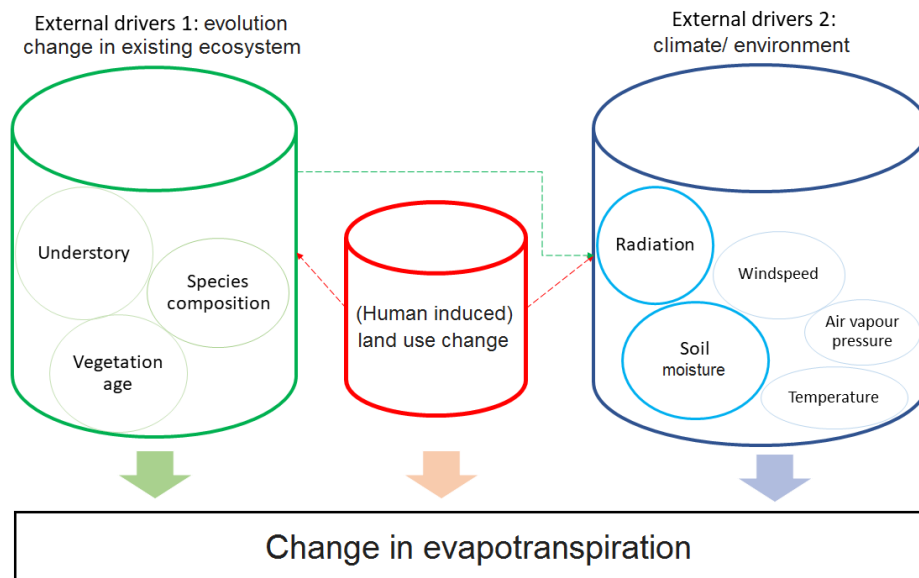 External drivers 1: evolution
change in existing ecosystem
External drivers 2:
climate/ environment
Understory
Species
composition
Vegetation
age
(Human induced)
land use change
Radiation
Windspeed
Air vapour
pressure
Soil
moisture
Temperature
Change in evapotranspiration